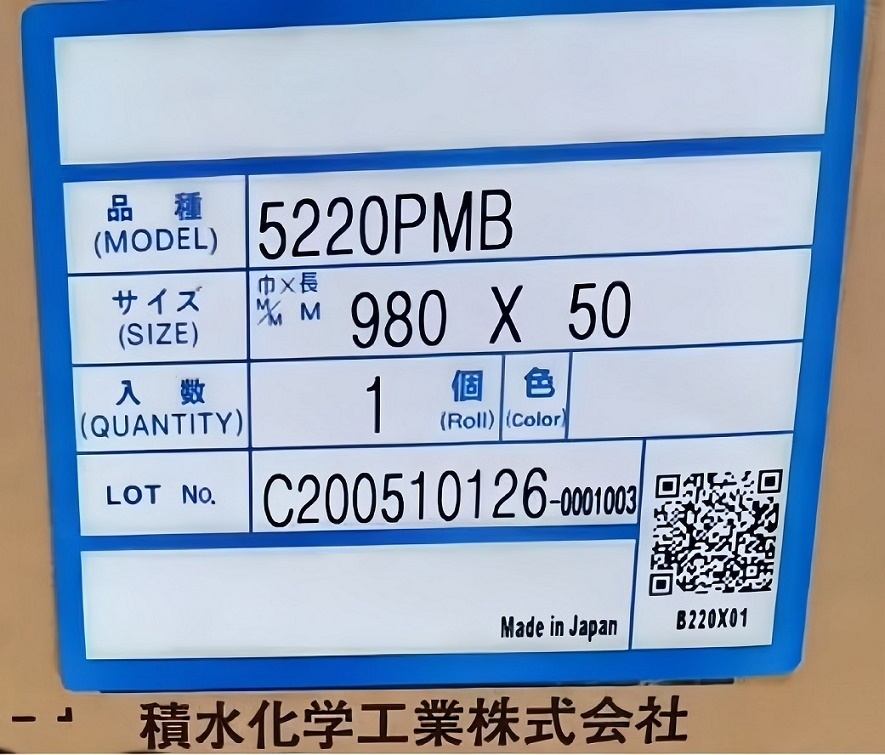 品 種
(MODEL)
5220PMB
サイズ
(SIZE)
巾×長
M/M M
980 X 50
入 数
(QUANTITY)
1
個
(Roll)
色
(Color)
LOT No.
C200510126-0001003
B220X01
Made in Japan
積水化学工業株式会社